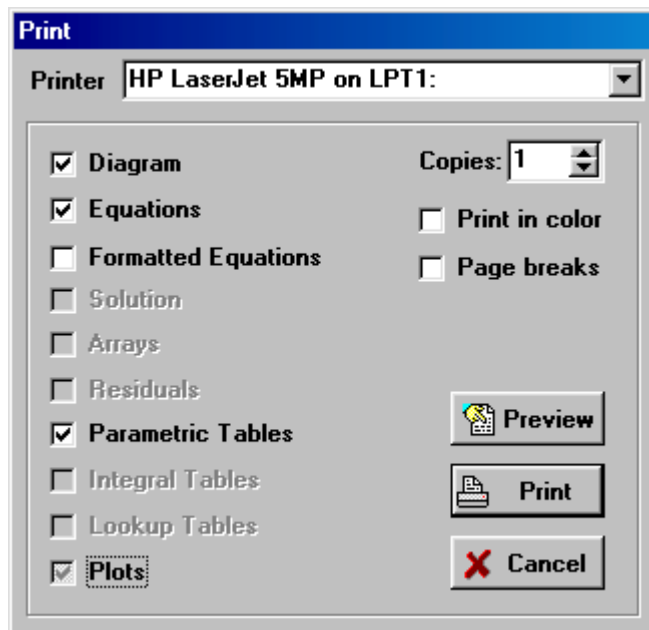 Print
Printer HP LaserJet 5MP on LPT1:
Diagram
Equations
Formatted Equations
Solution
Arrays
Residuals
Parametric Tables
Integral Tables
Lookup Tables
Plots
Copies: 1
Print in color
Page breaks
Preview
Print
Cancel